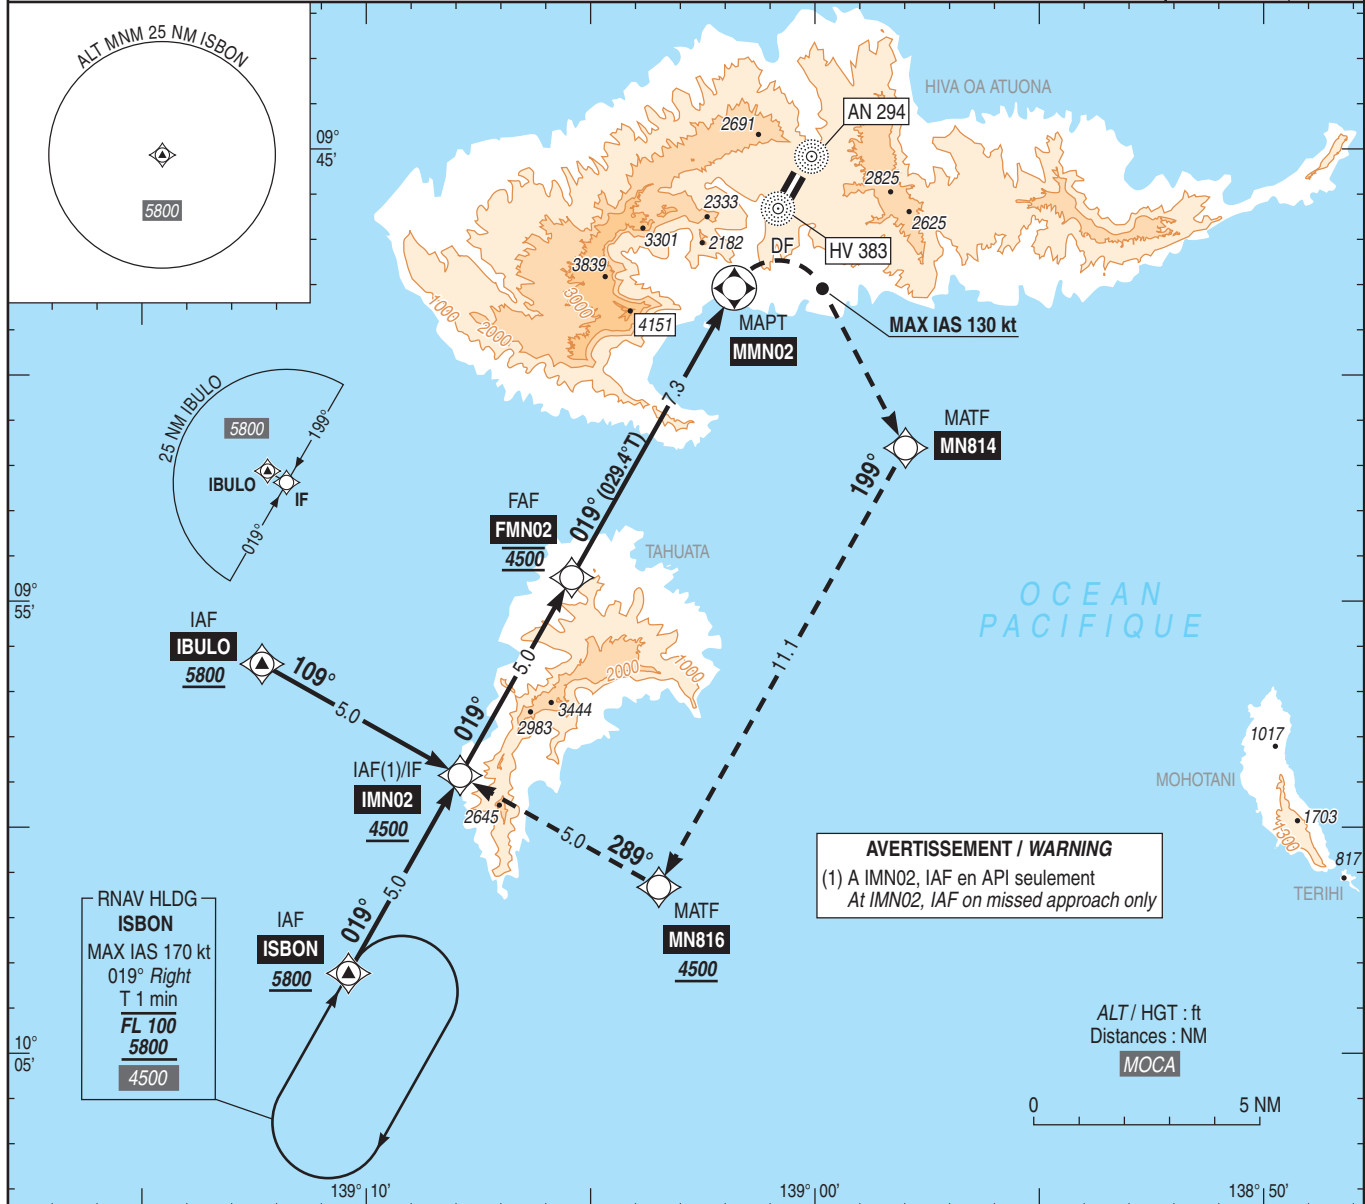 ALT MNM 25 NM ISBON
5800
09°
45'
HIVA OA ATUONA
AN 294
2691
2825
2625
2333
3301
2182
DF
HV 383
3839
3000
1000
2000
4151
MAPT
MMN02
MAX IAS 130 kt
7.3
25 NM IBULO
5800
199°
IBULO
IF
019°
MATF
MN814
199°
019° (029.4°T)
FAF
FMN02
4500
TAHUATA
09°
55'
OCEAN
PACIFIQUE
IAF
IBULO
5800
109°
5.0
5.0
019°
2000
1000
3444
2983
11.1
IAF(1)/IF
IMN02
4500
2645
5.0
289°
1017
MOHOTANI
1703
1300
817
TERIHI
AVERTISSEMENT / WARNING
(1) A IMN02, IAF en API seulement
At IMN02, IAF on missed approach only
MATF
MN816
4500
5.0
019°
IAF
ISBON
5800
RNAV HLDG
ISBON
MAX IAS 170 kt
019° Right
T 1 min
FL 100
5800
4500
10°
05'
ALT / HGT : ft
Distances : NM
MOCA
0 5 NM
139° 10' 139° 00' 138° 50'